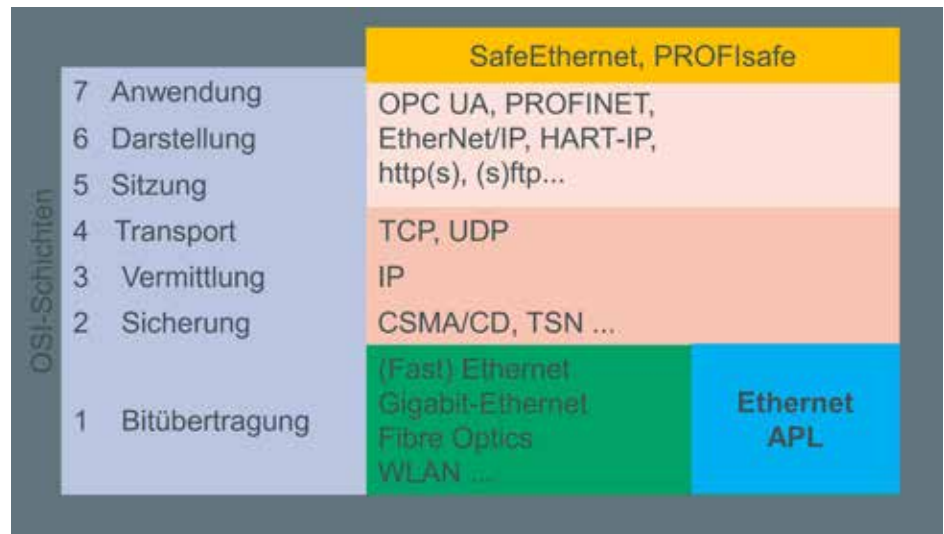 SafeEthernet, PROFIsafe
OSI-Schichten
7 Anwendung
6 Darstellung
5 Sitzung
4 Transport
3 Vermittlung
2 Sicherung
1 Bitübertragung
OPC UA, PROFINET,
EtherNet/IP, HART-IP,
http(s), (s)ftp...
TCP, UDP
IP
CSMA/CD, TSN ...
(Fast) Ethernet
Gigabit-Ethernet
Fibre Optics
WLAN ...
Ethernet
APL